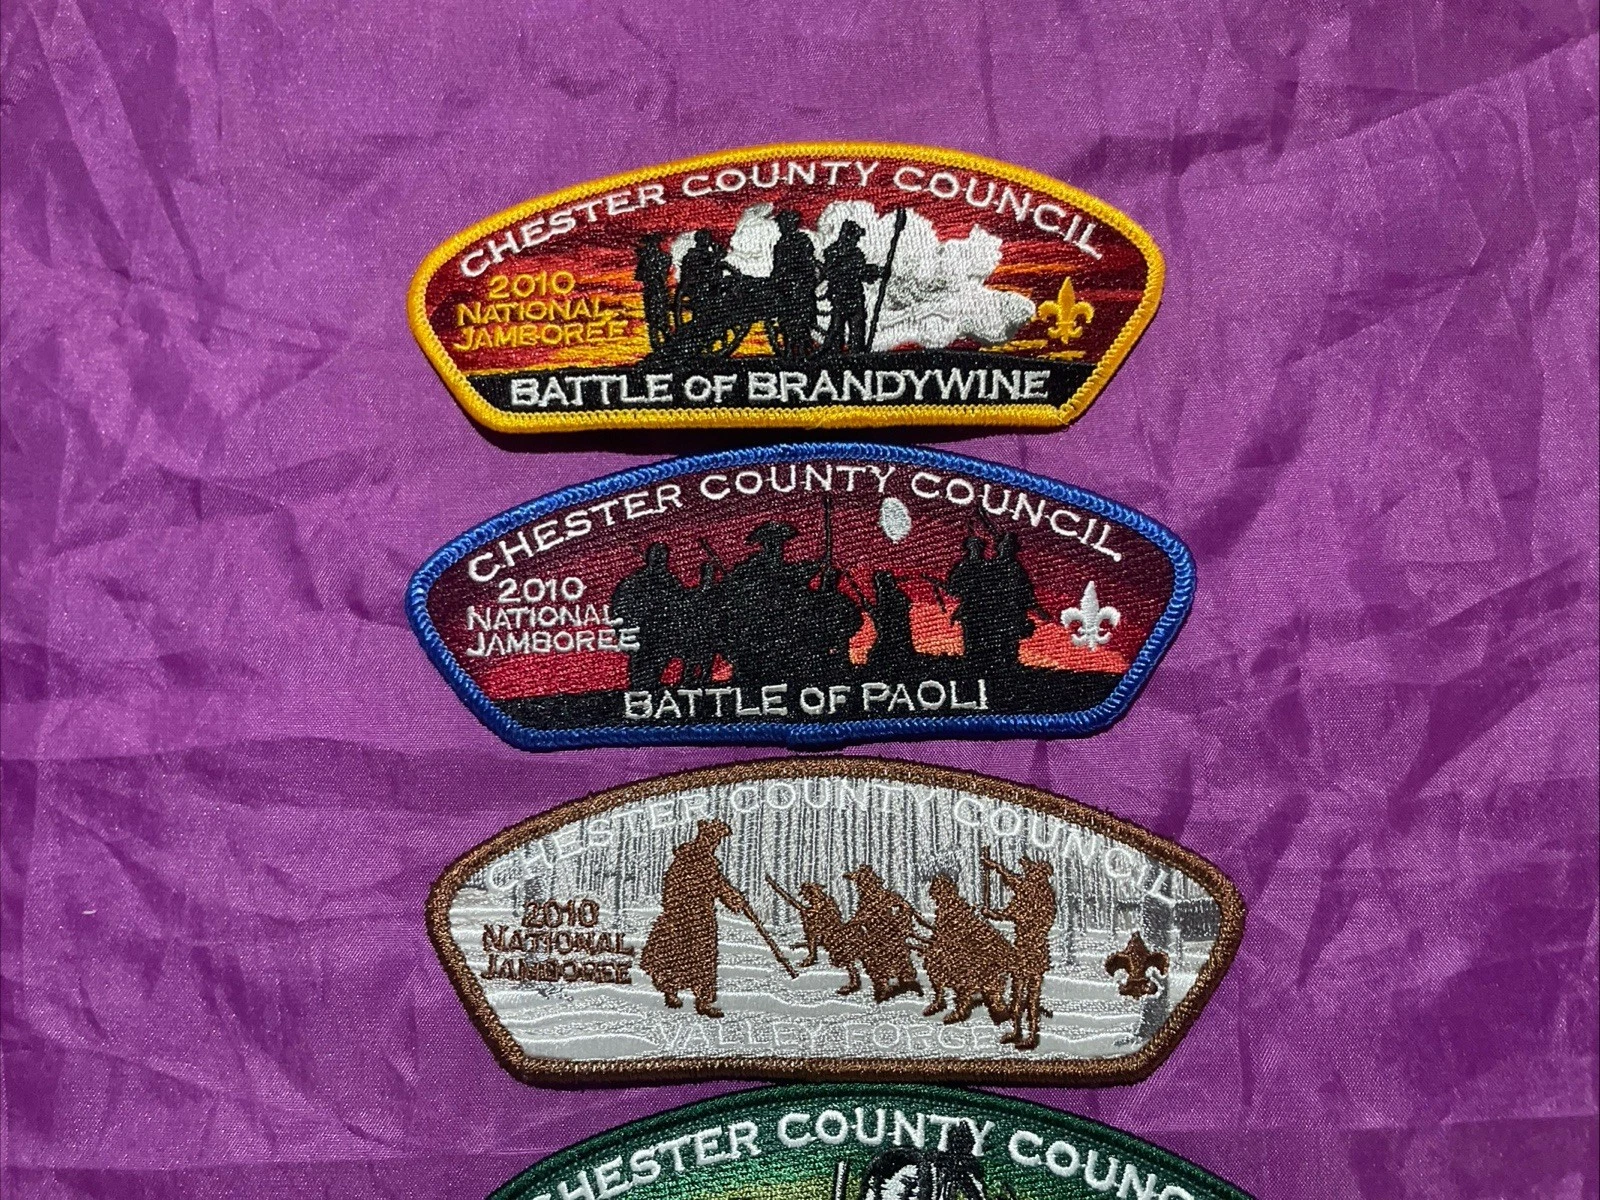 CHESTER COUNTY COUNCIL
2010
NATIONAL
JAMBOREE
BATTLE OF BRANDYWINE
CHESTER COUNTY COUNCIL
2010
NATIONAL
JAMBOREE
BATTLE OF PAOLI
CHESTER COUNTY COUNCIL
2010
NATIONAL
JAMBOREE
VALLEY FORGE
CHESTER COUNTY COUNC